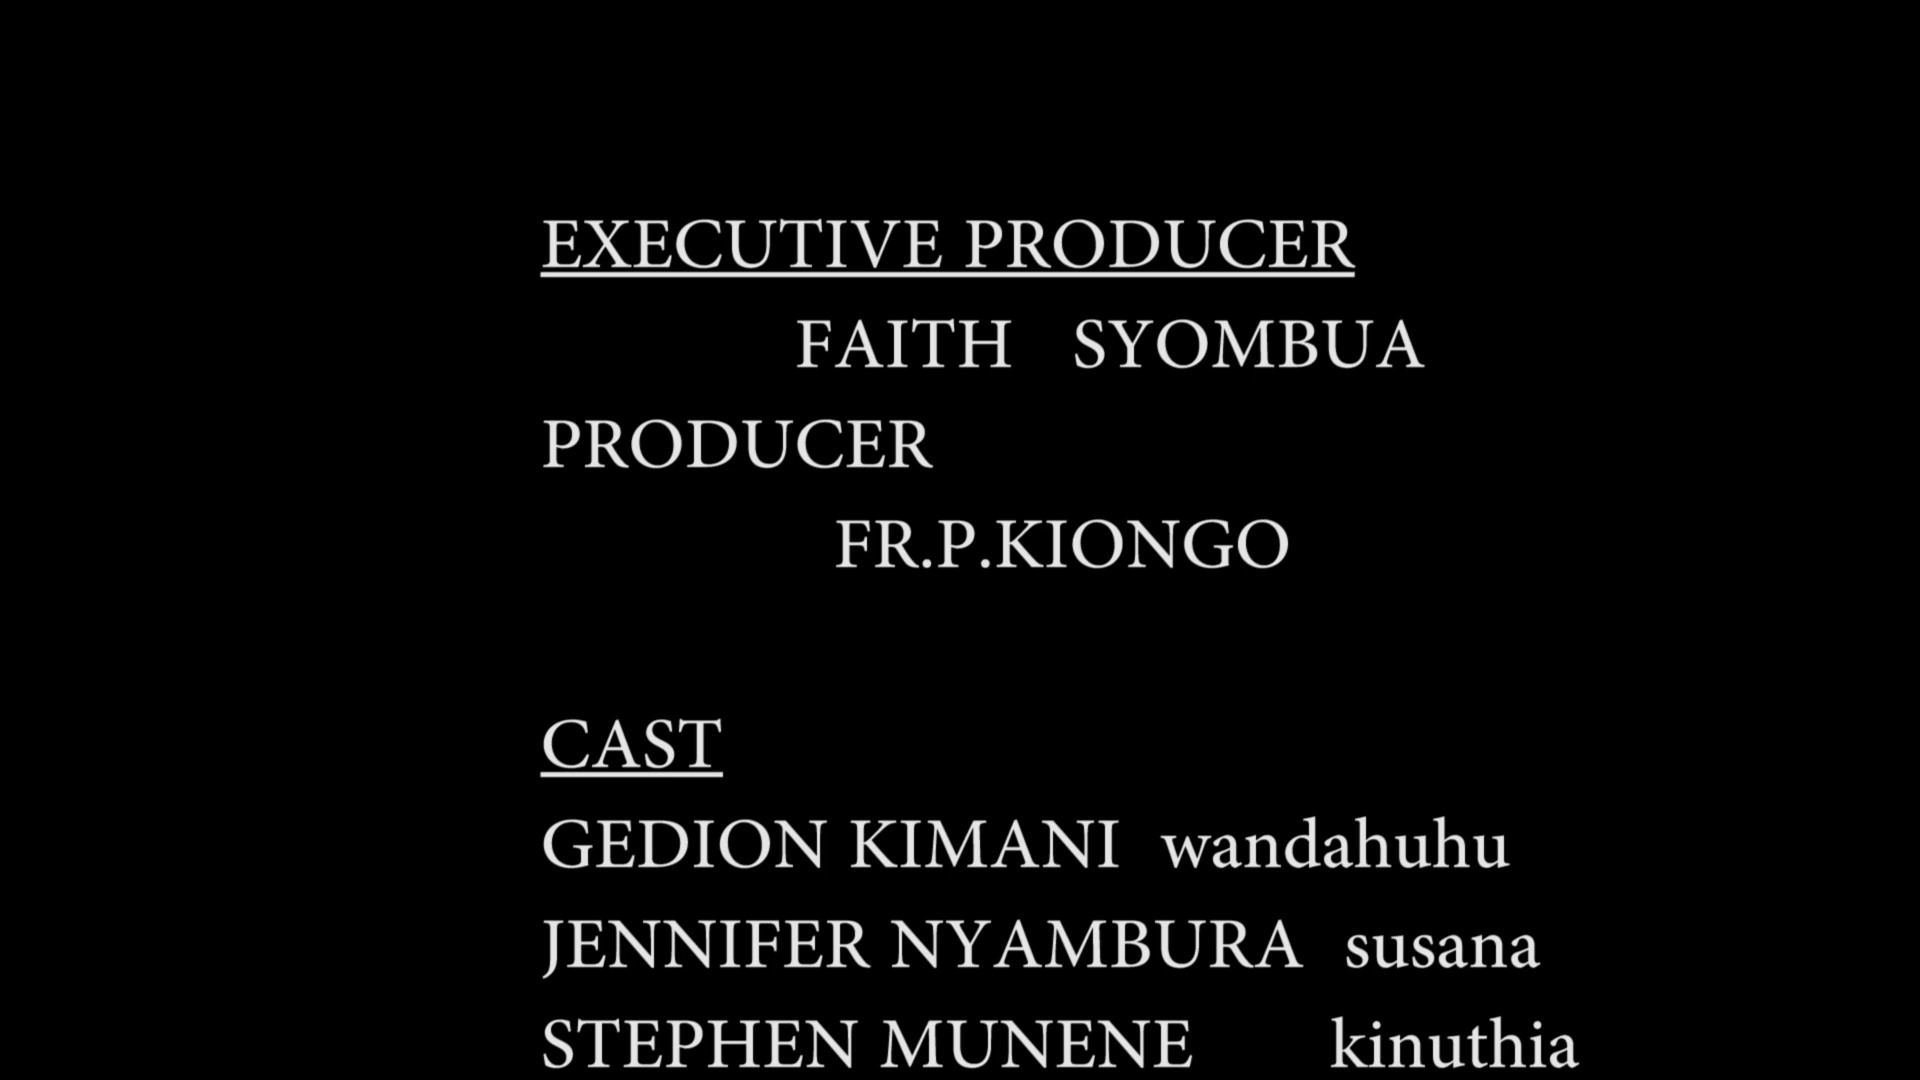 EXECUTIVE PRODUCER
FAITH SYOMBUA
PRODUCER
FR.P.KIONGO
CAST
GEDION KIMANI wandahuhu
JENNIFER NYAMBURA susana
STEPHEN MUNENE kinuthia